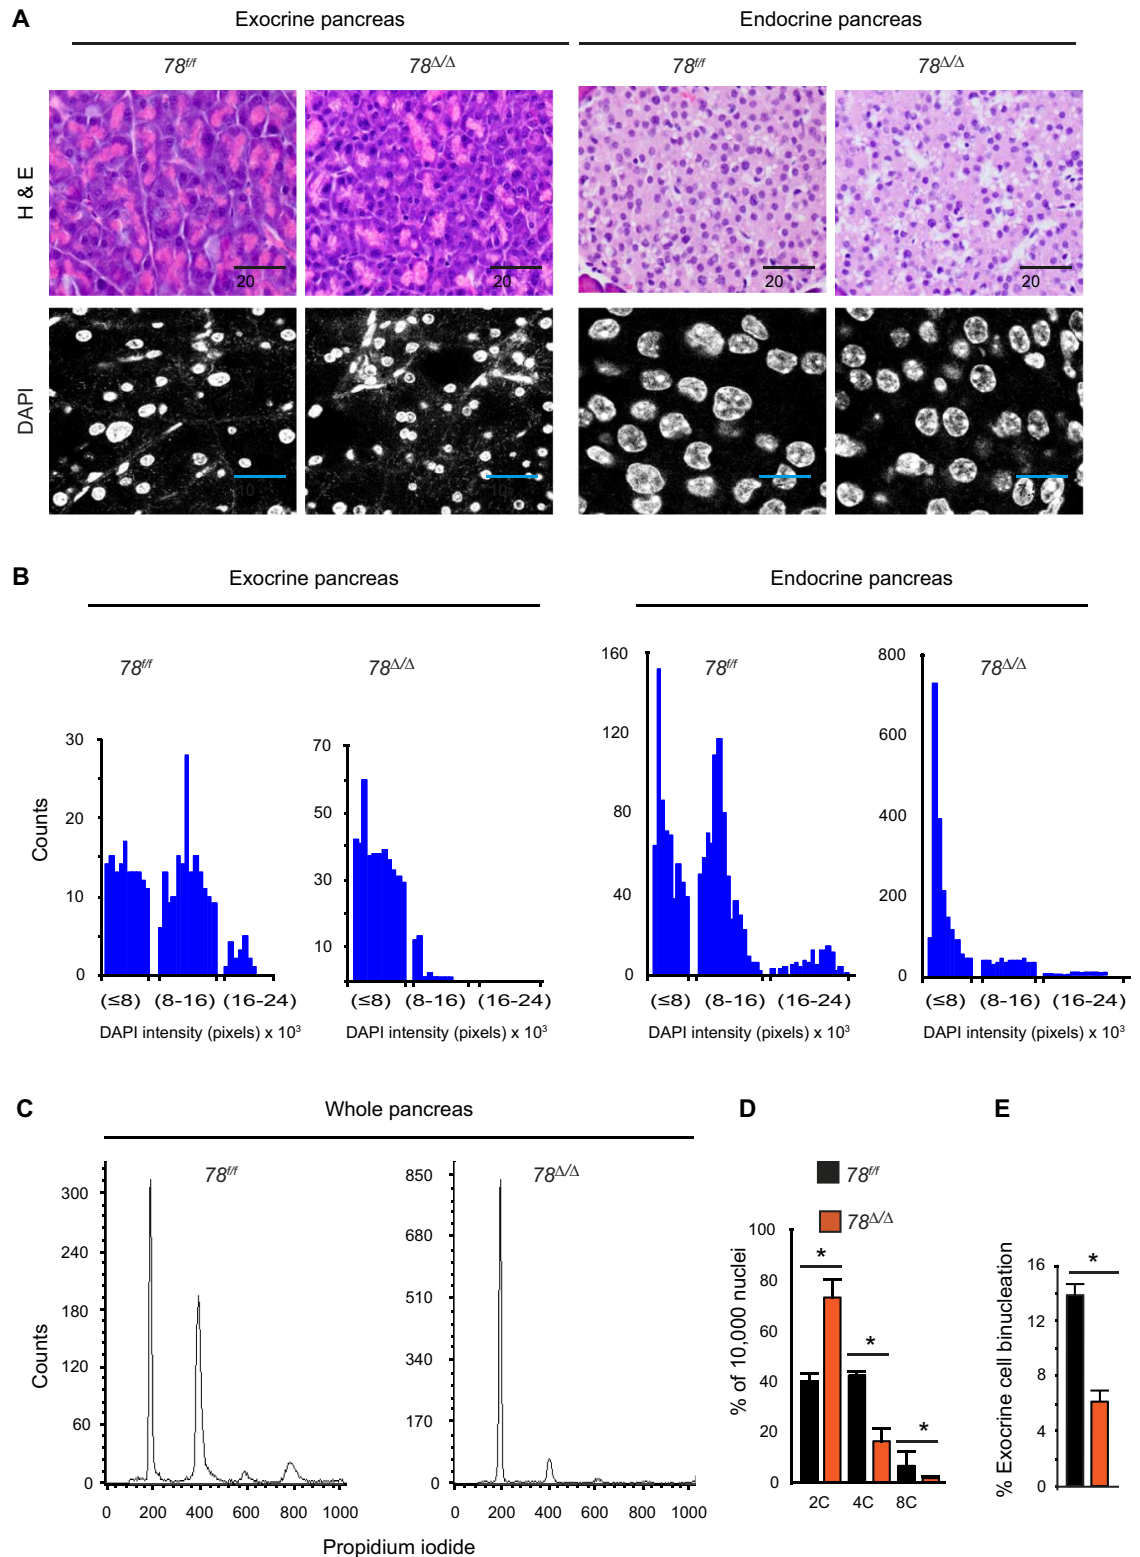 A
Exocrine pancreas
Endocrine pancreas
78f/f
78Δ/Δ
78f/f
78Δ/Δ
H & E
20
20
20
20
DAPI
10
B
Exocrine pancreas
Endocrine pancreas
78f/f
78Δ/Δ
78f/f
78Δ/Δ
Counts
30
20
10
0
70
50
30
10
160
120
80
40
0
800
600
400
200
0
(≤8) (8-16) (16-24)
(≤8) (8-16) (16-24)
(≤8) (8-16) (16-24)
(≤8) (8-16) (16-24)
DAPI intensity (pixels) x 10³
DAPI intensity (pixels) x 10³
DAPI intensity (pixels) x 10³
DAPI intensity (pixels) x 10³
C
Whole pancreas
78f/f
78Δ/Δ
Counts
300
240
180
120
60
0
850
680
510
340
170
0
0 200 400 600 800 1000
0 200 400 600 800 1000
Propidium iodide
D
78f/f
78Δ/Δ
% of 10,000 nuclei
100
80
60
40
20
0
*
*
*
2C 4C 8C
E
% Exocrine cell binucleation
16
14
8
4
0
*